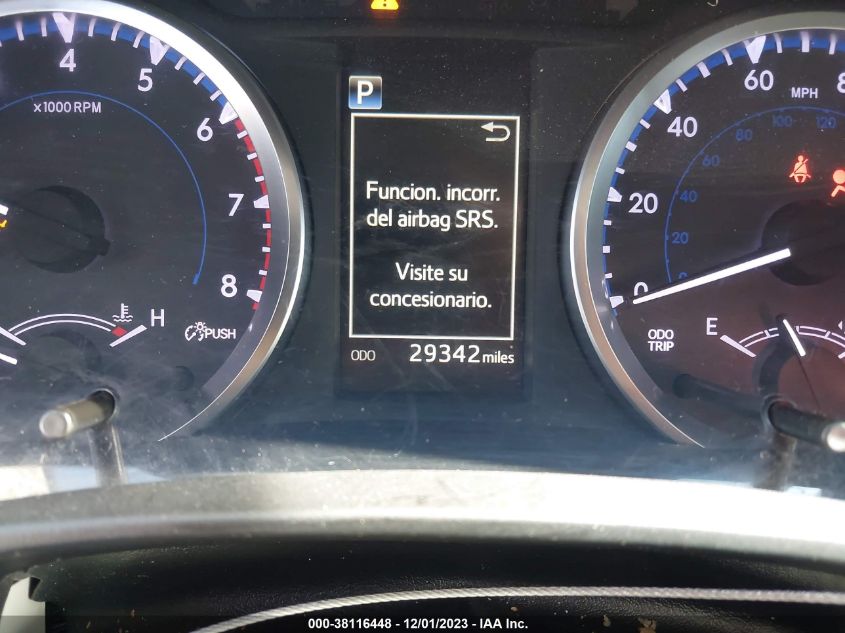 4
5
x1000 RPM
6
7
8
H
PUSH
P
Funcion. incorr.
del airbag SRS.
Visite su
concesionario.
ODO 29342 miles
60
MPH
40
80 100 120
60
20
40
20
0
0
ODO
TRIP
E
000-38116448 - 12/01/2023 - IAA Inc.